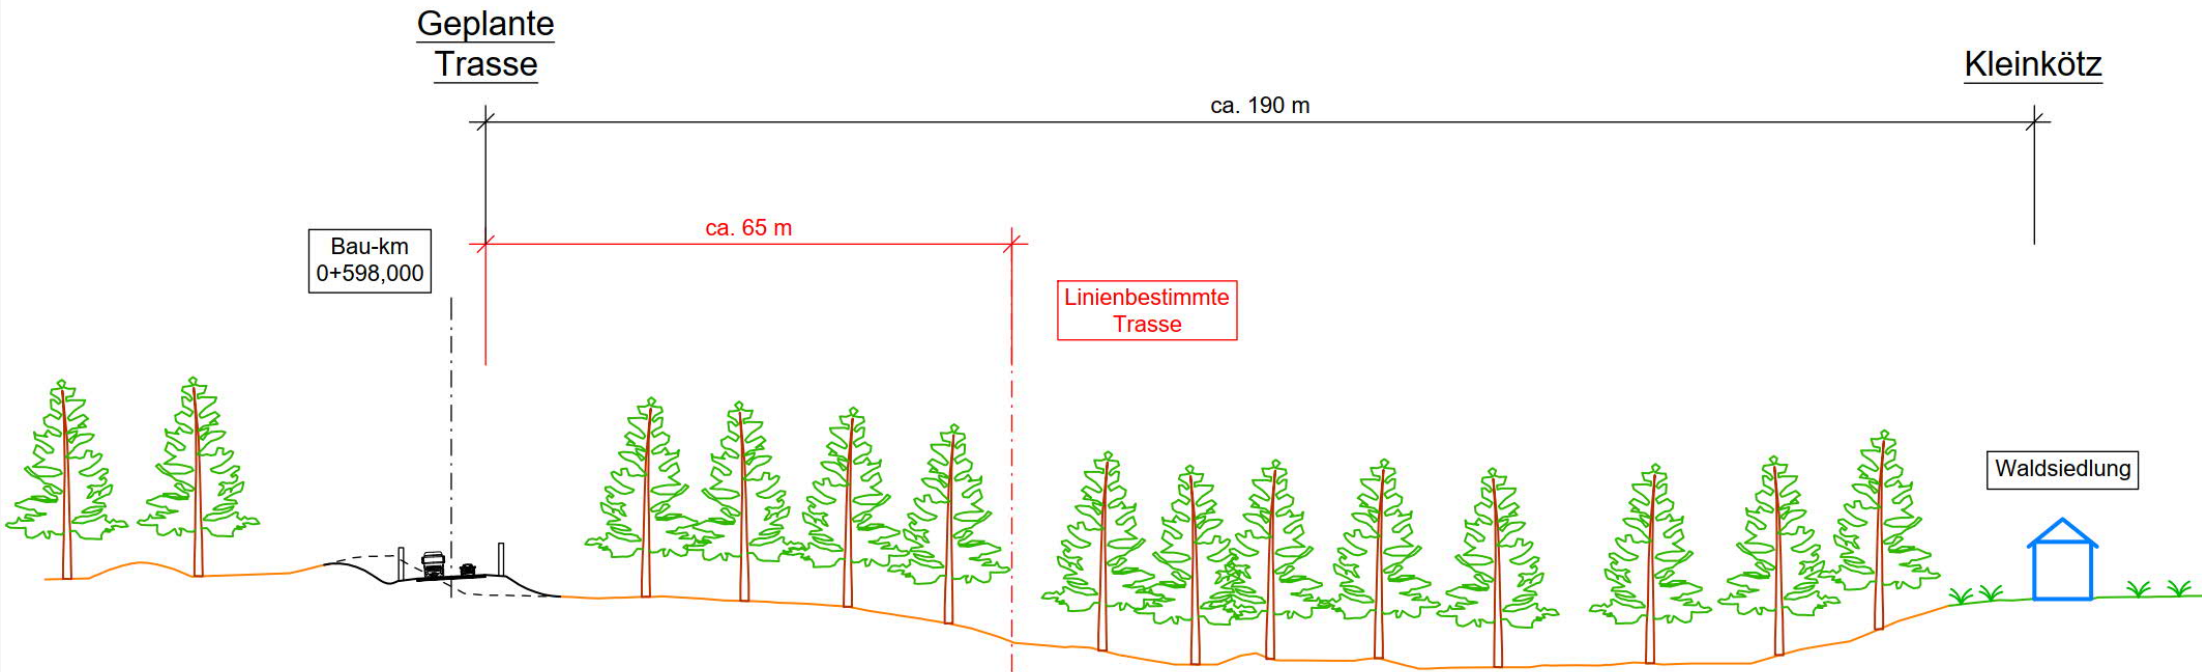 Geplante
Trasse
Kleinkötz
ca. 190 m
ca. 65 m
Bau-km
0+598,000
Linienbestimmte
Trasse
Waldsiedlung